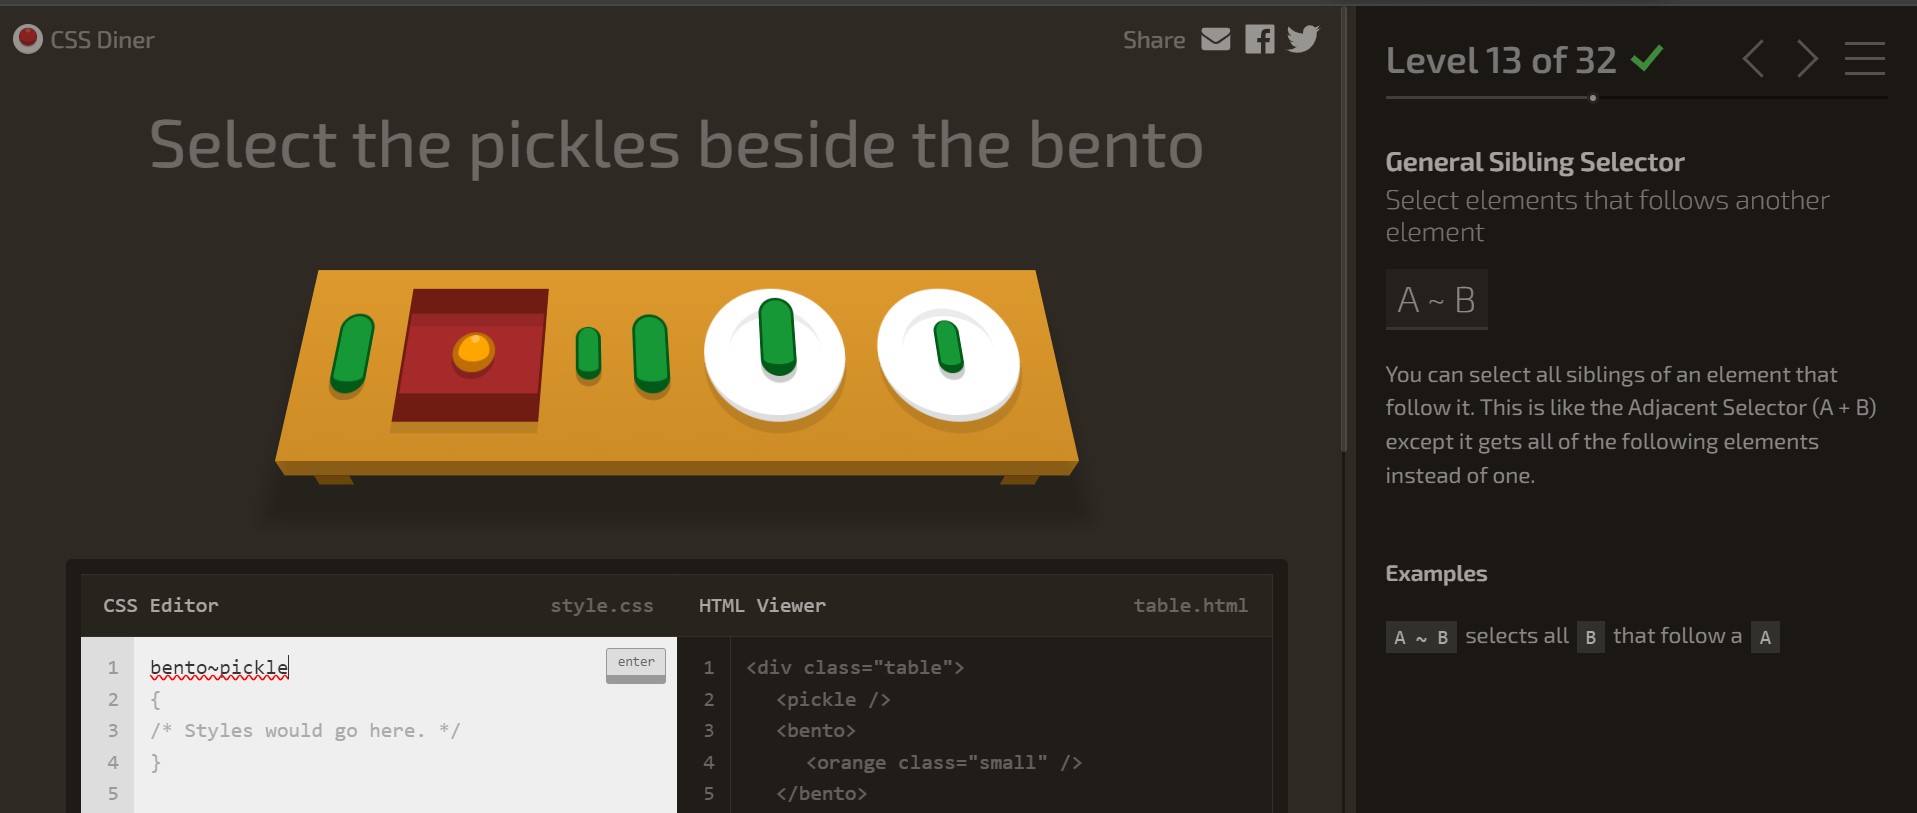 CSS Diner
Share
Select the pickles beside the bento
CSS Editor
style.css
1 bento~pickle
enter
2 {
3 /* Styles would go here. */
4 }
5
HTML Viewer
table.html
1 <div class="table">
2 <pickle />
3 <bento>
4 <orange class="small" />
5 </bento>
Level 13 of 32
General Sibling Selector
Select elements that follows another
element
A ~ B
You can select all siblings of an element that
follow it. This is like the Adjacent Selector (A + B)
except it gets all of the following elements
instead of one.
Examples
A ~ B selects all B that follow a A